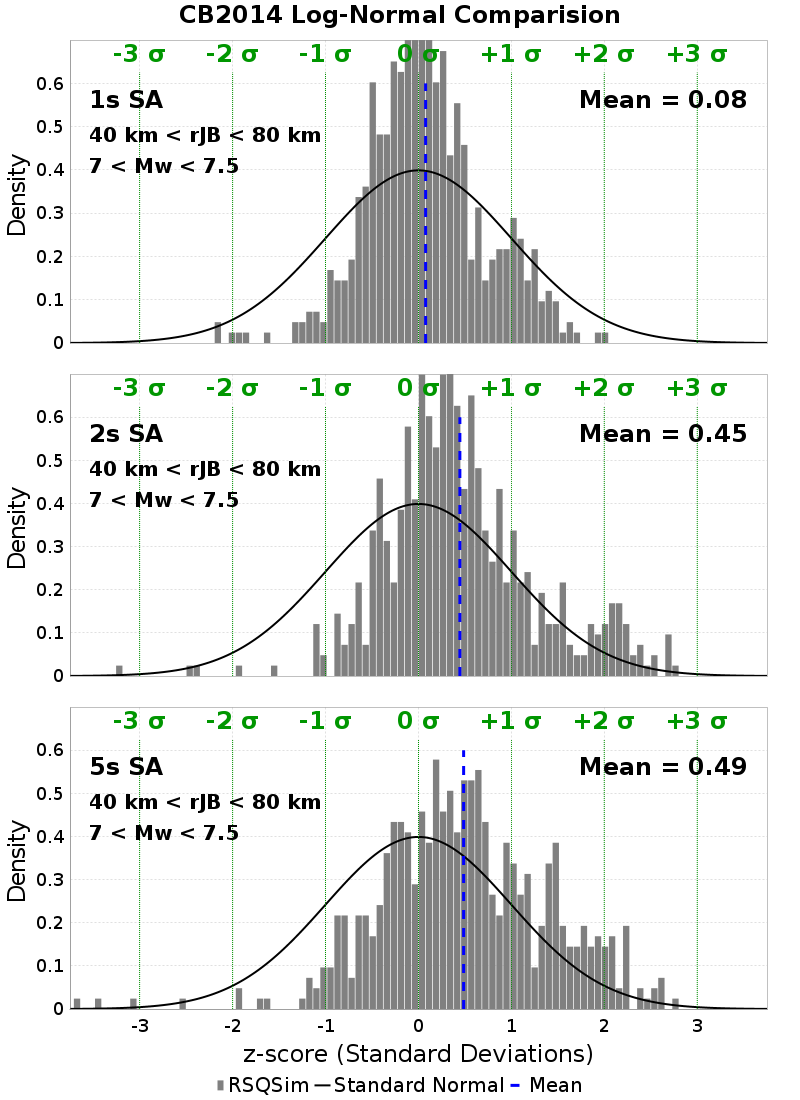 CB2014 Log-Normal Comparision
-3 σ -2 σ -1 σ 0 σ +1 σ +2 σ +3 σ
0.6
1s SA Mean = 0.08
0.5
40 km < rJB < 80 km
7 < Mw < 7.5
0.4
0.3
0.2
0.1
0
Density
-3 σ -2 σ -1 σ 0 σ +1 σ +2 σ +3 σ
0.6
2s SA Mean = 0.45
0.5
40 km < rJB < 80 km
7 < Mw < 7.5
0.4
0.3
0.2
0.1
0
Density
-3 σ -2 σ -1 σ 0 σ +1 σ +2 σ +3 σ
0.6
5s SA Mean = 0.49
0.5
40 km < rJB < 80 km
7 < Mw < 7.5
0.4
0.3
0.2
0.1
0
Density
-3 -2 -1 0 1 2 3
z-score (Standard Deviations)
RSQSim Standard Normal Mean